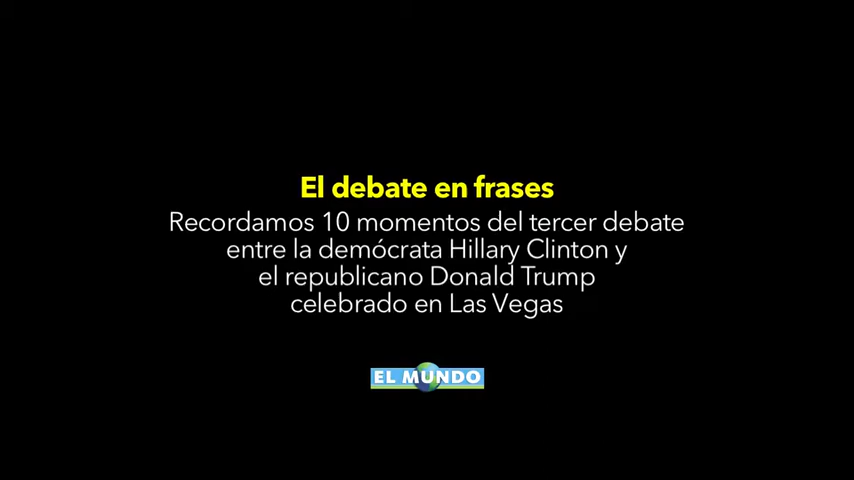 El debate en frases
Recordamos 10 momentos del tercer debate
entre la demócrata Hillary Clinton y
el republicano Donald Trump
celebrado en Las Vegas
EL MUNDO